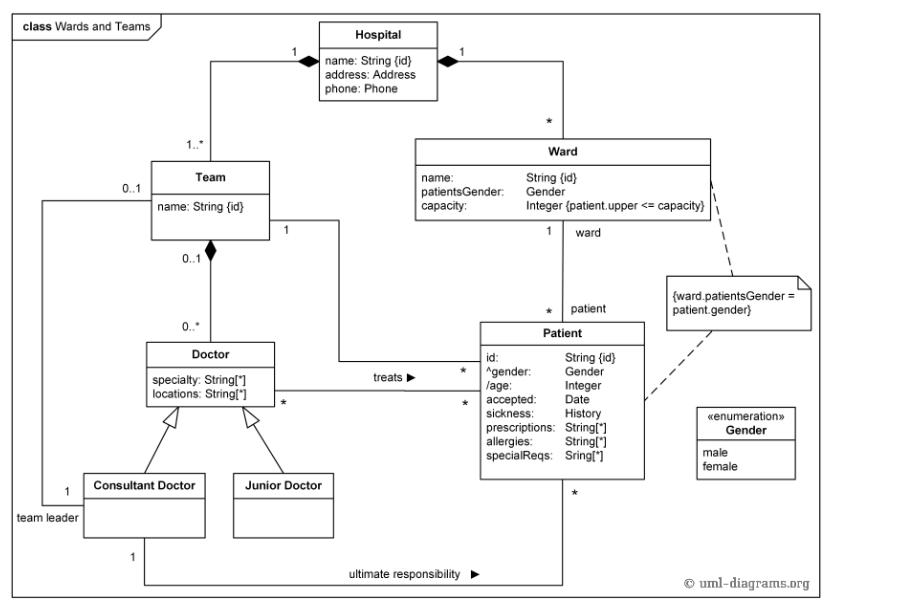 class Wards and Teams
Hospital
name: String {id}
address: Address
phone: Phone
1
1
1..*
*
Team
name: String {id}
0..1
Ward
name: String {id}
patientsGender: Gender
capacity: Integer {patient.upper <= capacity}
1
0..1
1 ward
{ward.patientsGender =
patient.gender}
0..*
* patient
Doctor
specialty: String[*]
locations: String[*]
treats ►
*
*
*
Patient
id: String {id}
^gender: Gender
/age: Integer
accepted: Date
sickness: History
prescriptions: String[*]
allergies: String[*]
specialReqs: Sring[*]
«enumeration»
Gender
male
female
Consultant Doctor
Junior Doctor
1
team leader
*
1
ultimate responsibility ►
© uml-diagrams.org